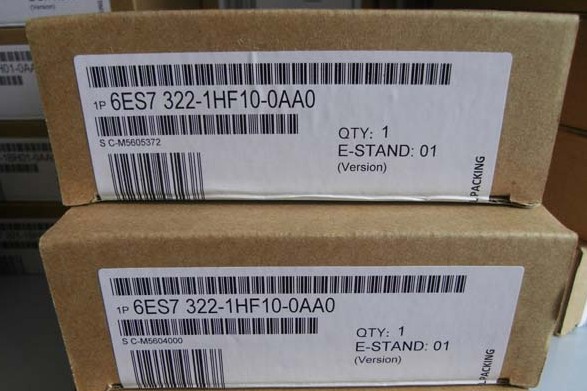 1P 6ES7 322-1HF10-0AA0
S C-M5605372
QTY: 1
E-STAND: 01
(Version)
PACKING
1P 6ES7 322-1HF10-0AA0
S C-M5604000
QTY: 1
E-STAND: 01
(Version)
PACKING